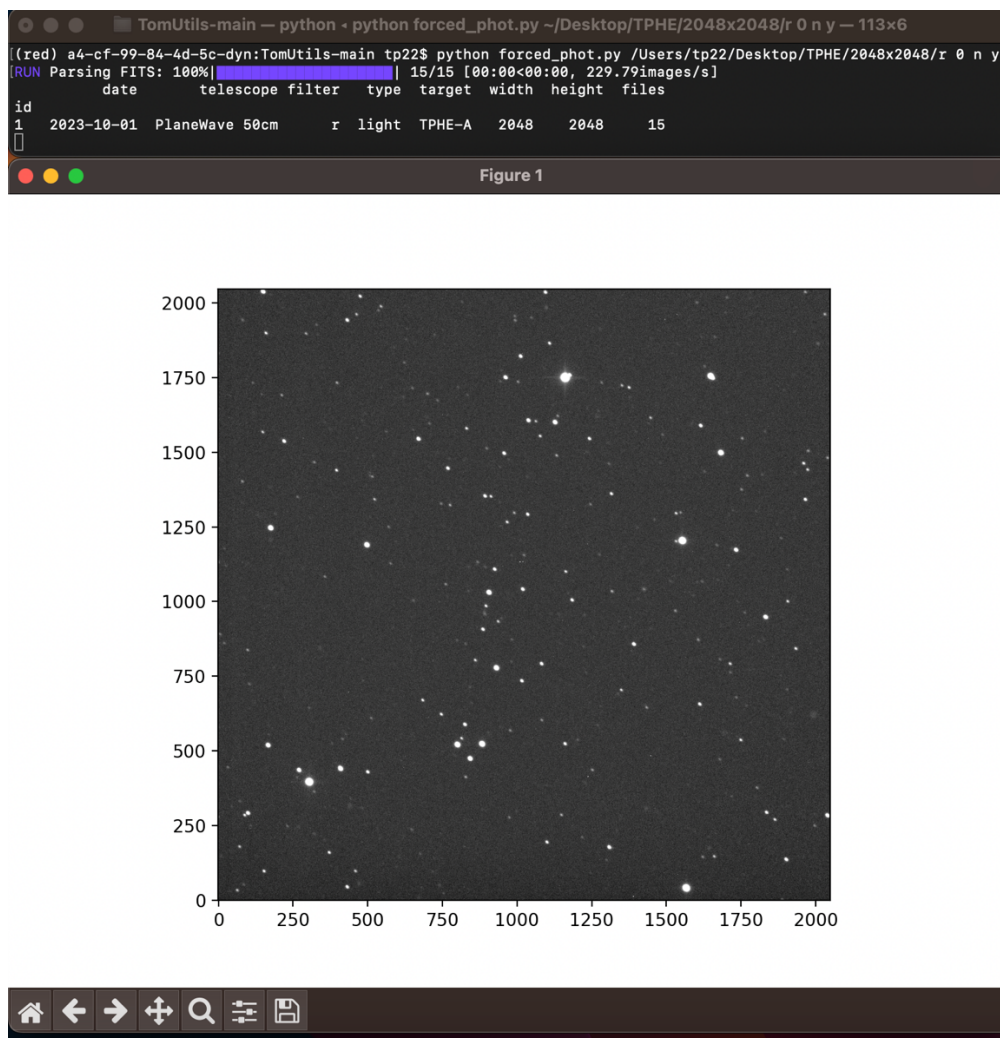 TomUtils-main — python ◂ python forced_phot.py ~/Desktop/TPHE/2048x2048/r 0 n y — 113×6
[(red) a4-cf-99-84-4d-5c-dyn:TomUtils-main tp22$ python forced_phot.py /Users/tp22/Desktop/TPHE/2048x2048/r 0 n y
[RUN Parsing FITS: 100%|██████████████████████| 15/15 [00:00<00:00, 229.79images/s]
date telescope filter type target width height files
id
1 2023-10-01 PlaneWave 50cm r light TPHE-A 2048 2048 15
Figure 1
2000
1750
1500
1250
1000
750
500
250
0
0 250 500 750 1000 1250 1500 1750 2000